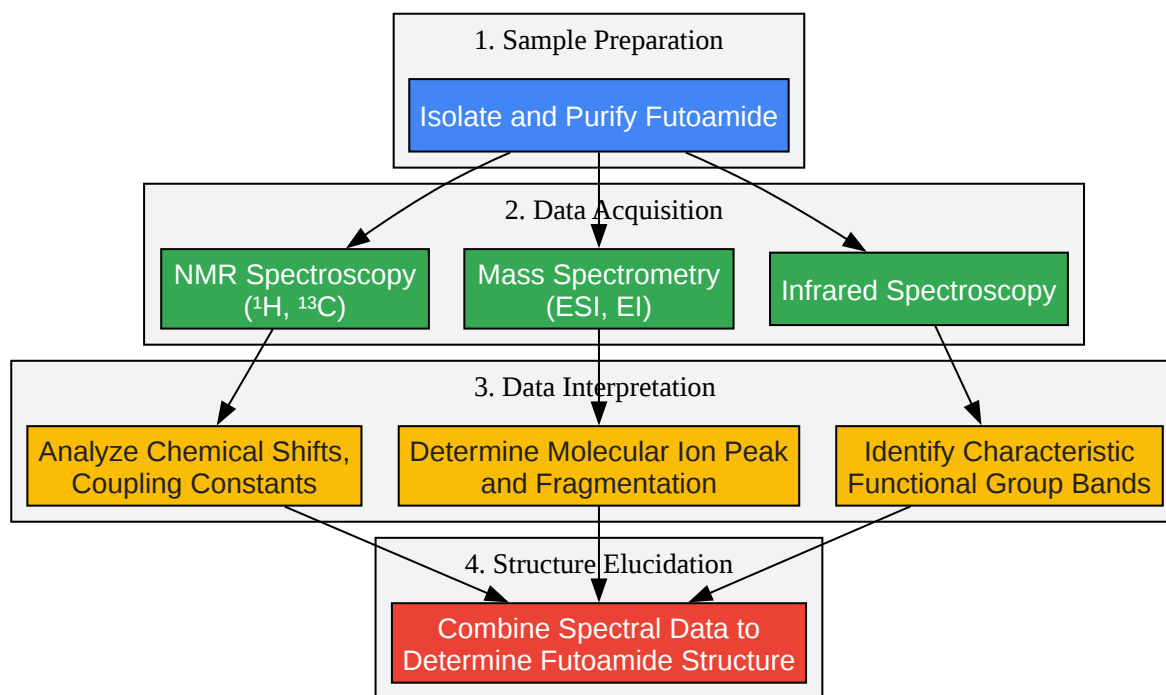 1. Sample Preparation
Isolate and Purify Futoamide
2. Data Acquisition
NMR Spectroscopy
(¹H, ¹³C)
Mass Spectrometry
(ESI, EI)
Infrared Spectroscopy
3. Data Interpretation
Analyze Chemical Shifts,
Coupling Constants
Determine Molecular Ion Peak
and Fragmentation
Identify Characteristic
Functional Group Bands
4. Structure Elucidation
Combine Spectral Data to
Determine Futoamide Structure